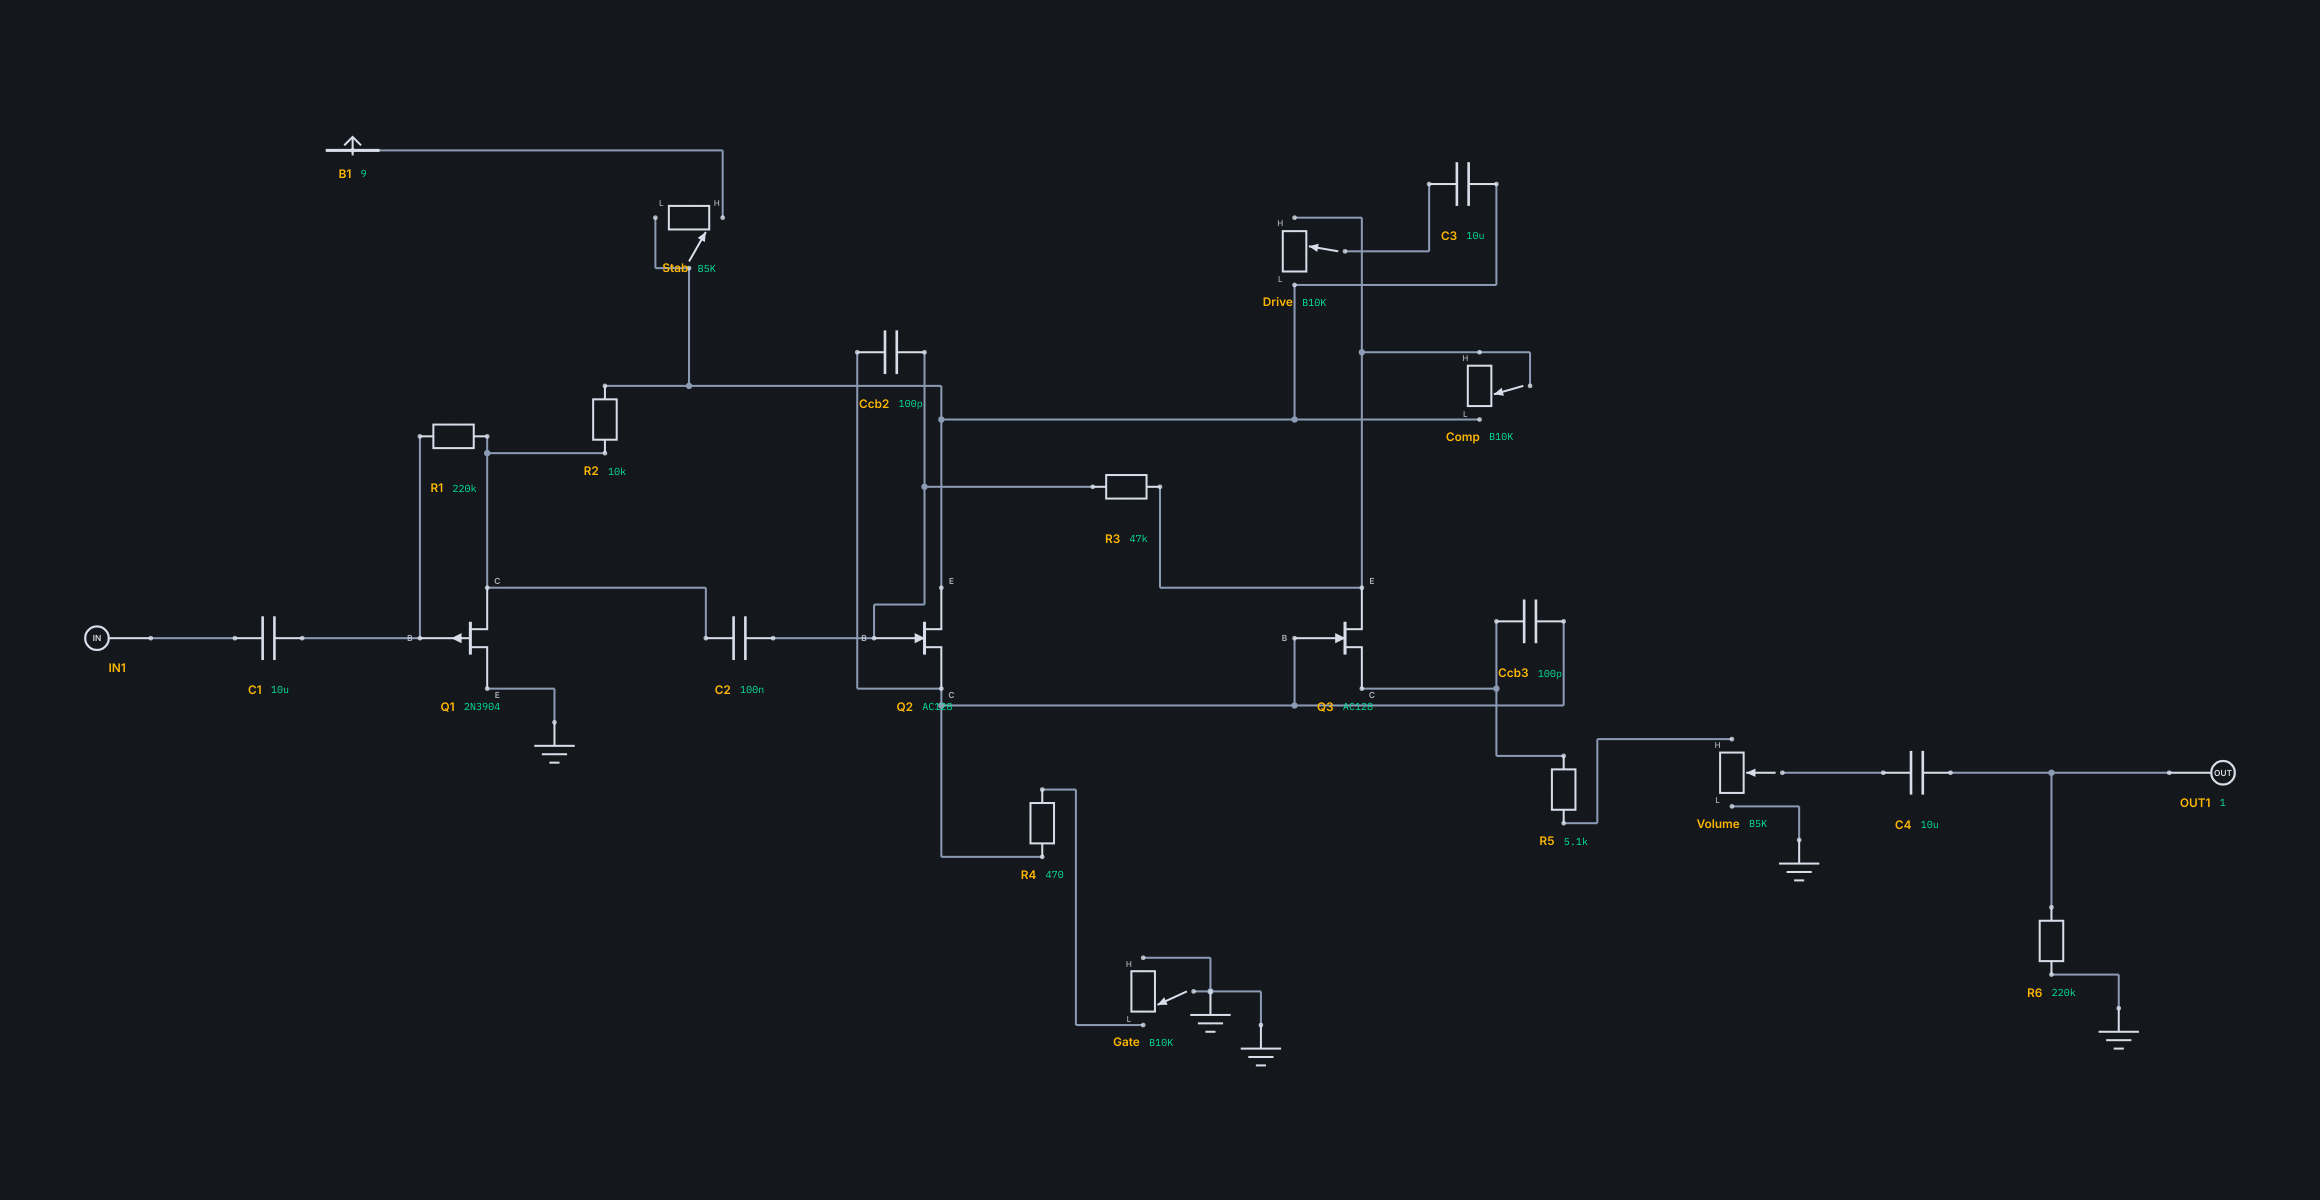 B1 9
L H
Stab B5K
H
L
Drive B10K
C3 10u
Ccb2 100p
H
L
Comp B10K
R1 220k
R2 10k
R3 47k
C
B
E
E
B
C
E
B
C
IN
IN1
C1 10u
Q1 2N3904
C2 100n
Q2 AC128
Q3 AC128
Ccb3 100p
H
L
Volume B5K
R5 5.1k
C4 10u
OUT
OUT1 1
R4 470
H
L
Gate B10K
R6 220k